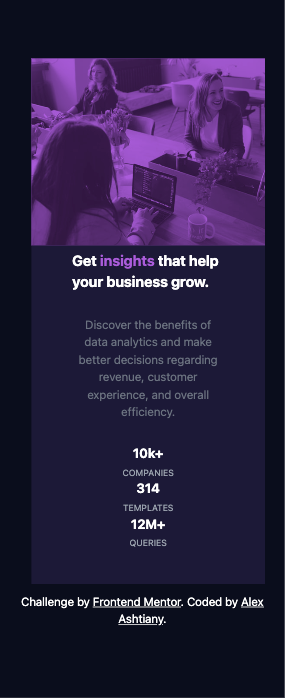 Get insights that help
your business grow.
Discover the benefits of
data analytics and make
better decisions regarding
revenue, customer
experience, and overall
efficiency.
10k+
COMPANIES
314
TEMPLATES
12M+
QUERIES
Challenge by Frontend Mentor. Coded by Alex
Ashtiany.